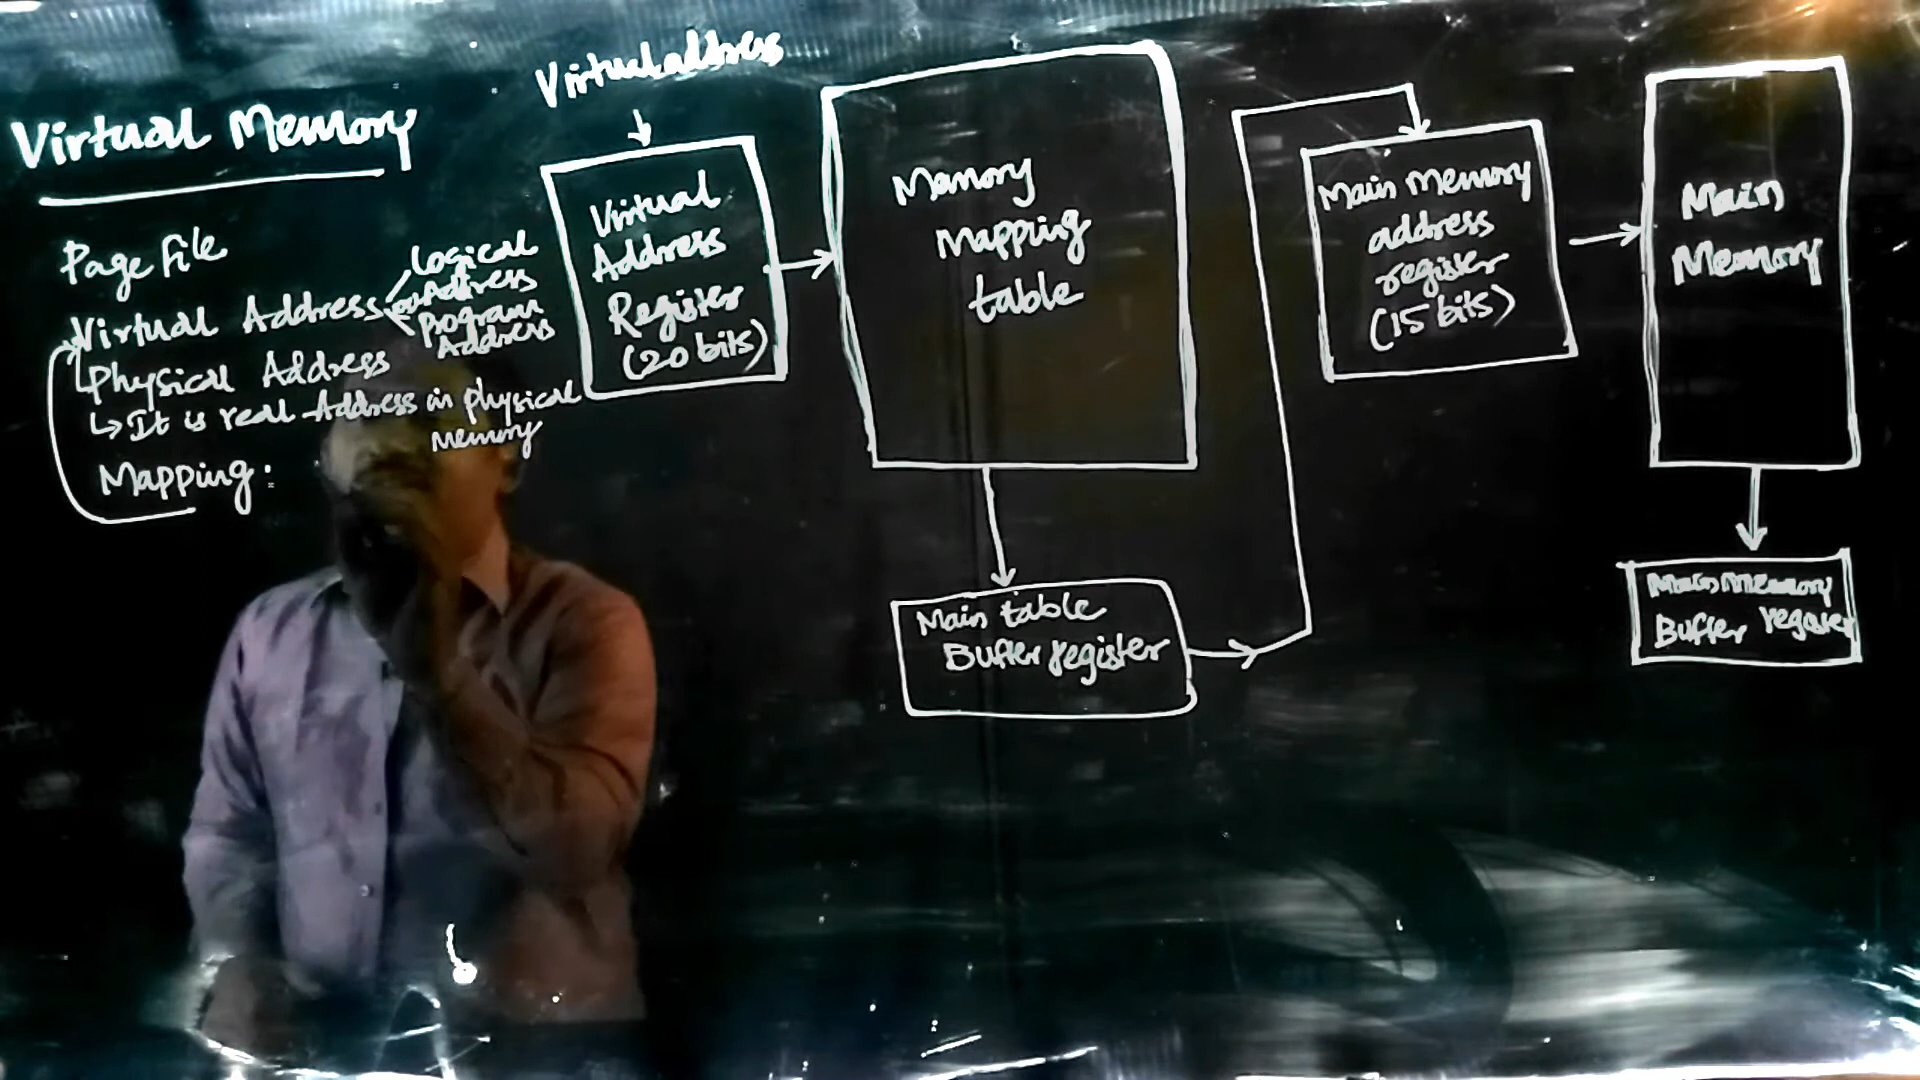 Virtual Memory
Page File
Virtual Address
Logical
Address
Program
Address
Physical Address
↳ It is real Address in physical
Memory
Mapping:
Virtual address
Virtual
Address
Register
(20 bits)
Memory
Mapping
table
Main table
Buffer register
Main Memory
address
register
(15 bits)
Main
Memory
Main Memory
Buffer register